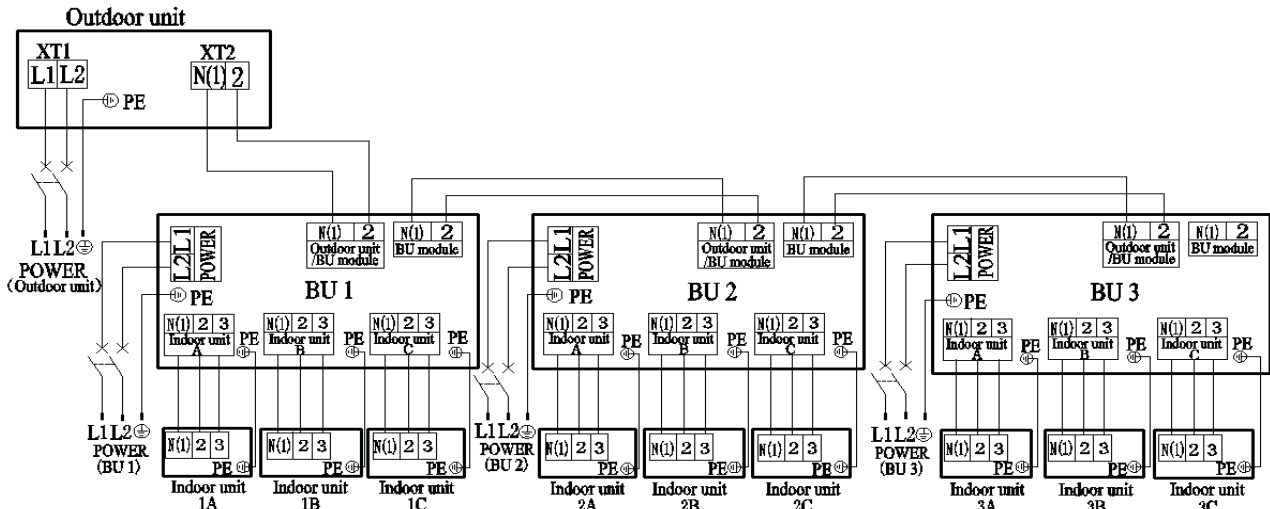 Outdoor unit
XT1 XT2
L1 L2 N(1) 2
PE
L1 L2
POWER
(Outdoor unit)
L1 L2 POWER
N(1) 2
Outdoor unit
/BU module
N(1) 2
BU module
BU 1
PE
N(1) 2 3
Indoor unit
A
N(1) 2 3
Indoor unit
B
N(1) 2 3
Indoor unit
C
PE PE PE
L1 L2
POWER
(BU 1)
N(1) 2 3
PE
Indoor unit
1A
N(1) 2 3
PE
Indoor unit
1B
N(1) 2 3
PE
Indoor unit
1C
L1 L2 POWER
N(1) 2
Outdoor unit
/BU module
N(1) 2
BU module
BU 2
PE
N(1) 2 3
Indoor unit
A
N(1) 2 3
Indoor unit
B
N(1) 2 3
Indoor unit
C
PE PE PE
L1 L2
POWER
(BU 2)
N(1) 2 3
PE
Indoor unit
2A
N(1) 2 3
PE
Indoor unit
2B
N(1) 2 3
PE
Indoor unit
2C
L1 L2 POWER
N(1) 2
Outdoor unit
/BU module
N(1) 2
BU module
BU 3
PE
N(1) 2 3
Indoor unit
A
N(1) 2 3
Indoor unit
B
N(1) 2 3
Indoor unit
C
PE PE PE
L1 L2
POWER
(BU 3)
N(1) 2 3
PE
Indoor unit
3A
N(1) 2 3
PE
Indoor unit
3B
N(1) 2 3
PE
Indoor unit
3C